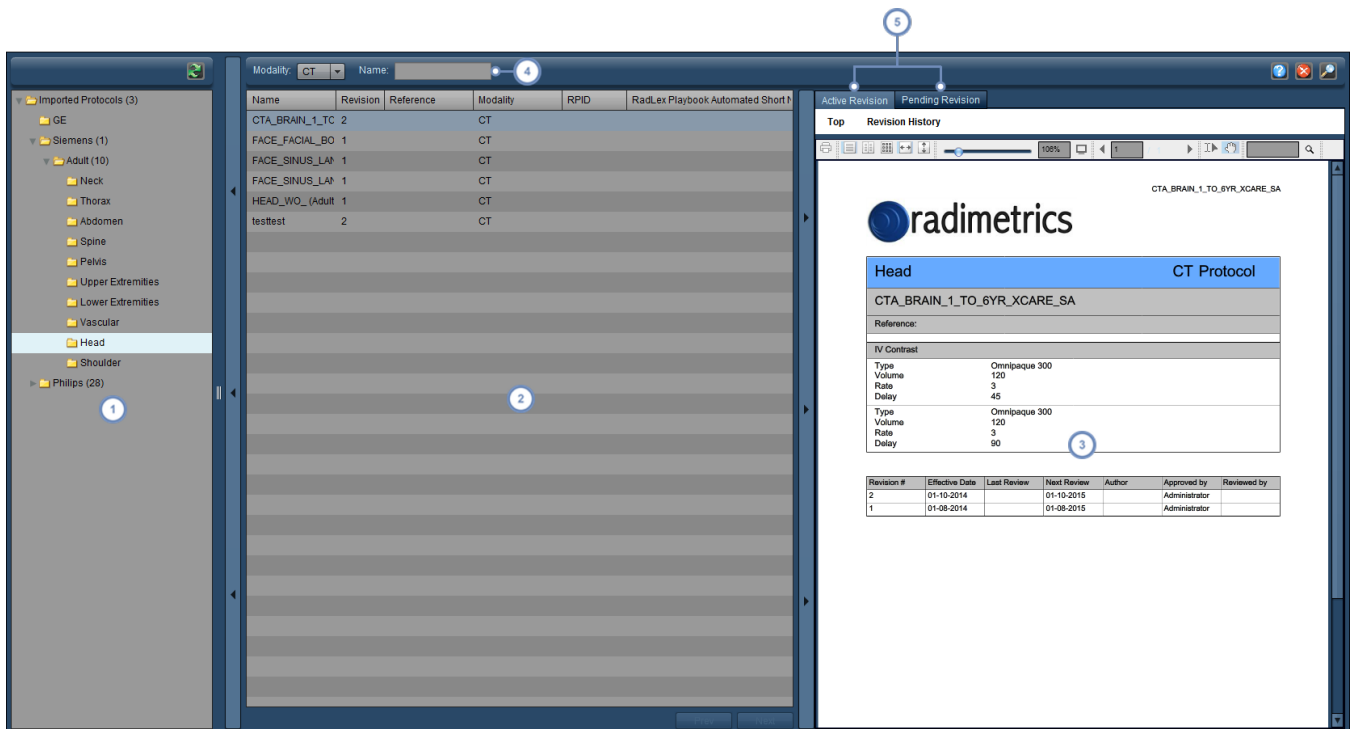 5
Modality: CT Name: 4
Imported Protocols (3)
GE
Siemens (1)
Adult (10)
Neck
Thorax
Abdomen
Spine
Pelvis
Upper Extremities
Lower Extremities
Vascular
Head
Shoulder
Philips (28)
1
Name Revision Reference Modality RPID RadLex Playbook Automated Short N
CTA_BRAIN_1_TC 2 CT
FACE_FACIAL_BO 1 CT
FACE_SINUS_LAN 1 CT
FACE_SINUS_LAN 1 CT
HEAD_WO_ (Adult 1 CT
testtest 2 CT
2
Prev Next
Active Revision Pending Revision
Top Revision History
106% 1
CTA_BRAIN_1_TO_6YR_XCARE_SA
radimetrics
Head CT Protocol
CTA_BRAIN_1_TO_6YR_XCARE_SA
Reference:
IV Contrast
Type Omnipaque 300
Volume 120
Rate 3
Delay 45
Type Omnipaque 300
Volume 120
Rate 3
Delay 90
3
Revision # Effective Date Last Review Next Review Author Approved by Reviewed by
2 01-10-2014 01-10-2015 Administrator
1 01-08-2014 01-08-2015 Administrator